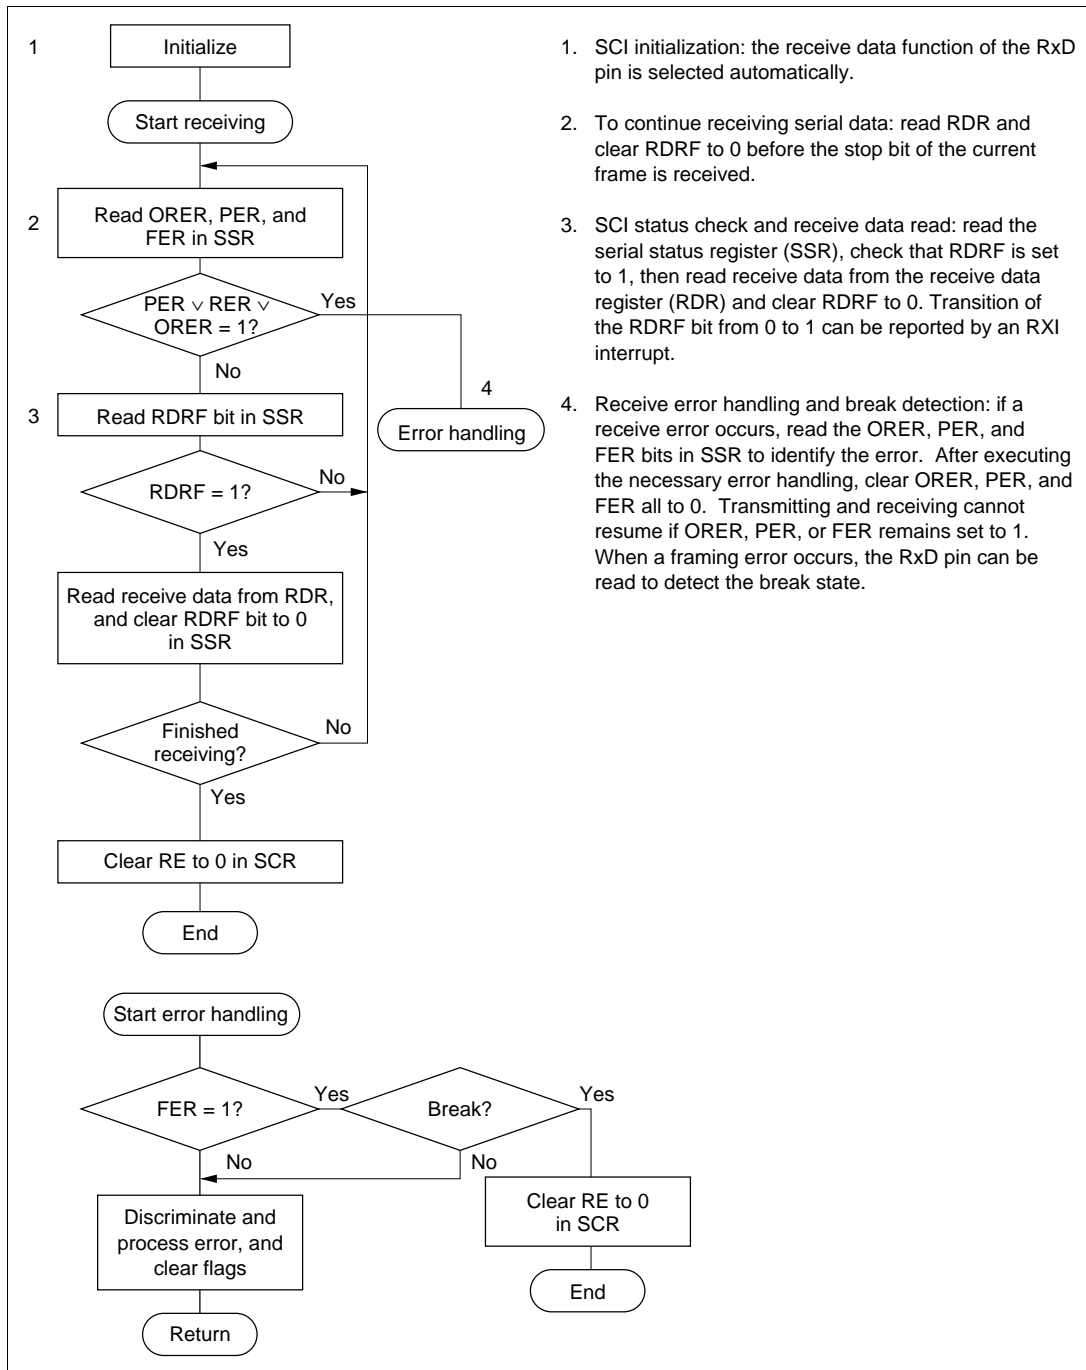 1
Initialize
Start receiving
2
Read ORER, PER, and
FER in SSR
PER ∨ RER ∨
ORER = 1?
Yes
No
4
Error handling
3
Read RDRF bit in SSR
RDRF = 1?
No
Yes
Read receive data from RDR,
and clear RDRF bit to 0
in SSR
Finished
receiving?
No
Yes
Clear RE to 0 in SCR
End
1. SCI initialization: the receive data function of the RxD
pin is selected automatically.
2. To continue receiving serial data: read RDR and
clear RDRF to 0 before the stop bit of the current
frame is received.
3. SCI status check and receive data read: read the
serial status register (SSR), check that RDRF is set
to 1, then read receive data from the receive data
register (RDR) and clear RDRF to 0. Transition of
the RDRF bit from 0 to 1 can be reported by an RXI
interrupt.
4. Receive error handling and break detection: if a
receive error occurs, read the ORER, PER, and
FER bits in SSR to identify the error. After executing
the necessary error handling, clear ORER, PER, and
FER all to 0. Transmitting and receiving cannot
resume if ORER, PER, or FER remains set to 1.
When a framing error occurs, the RxD pin can be
read to detect the break state.
Start error handling
FER = 1?
Yes
Break?
Yes
No
No
Clear RE to 0
in SCR
Discriminate and
process error, and
clear flags
End
Return